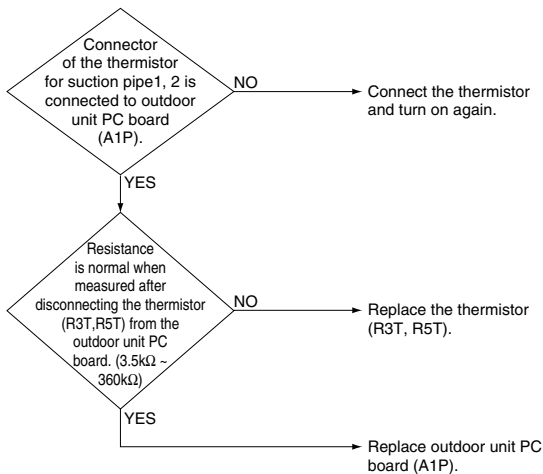 Connector
of the thermistor
for suction pipe1, 2 is
connected to outdoor
unit PC board
(A1P).
NO
Connect the thermistor
and turn on again.
YES
Resistance
is normal when
measured after
disconnecting the thermistor
(R3T,R5T) from the
outdoor unit PC
board. (3.5kΩ ~
360kΩ)
NO
Replace the thermistor
(R3T, R5T).
YES
Replace outdoor unit PC
board (A1P).